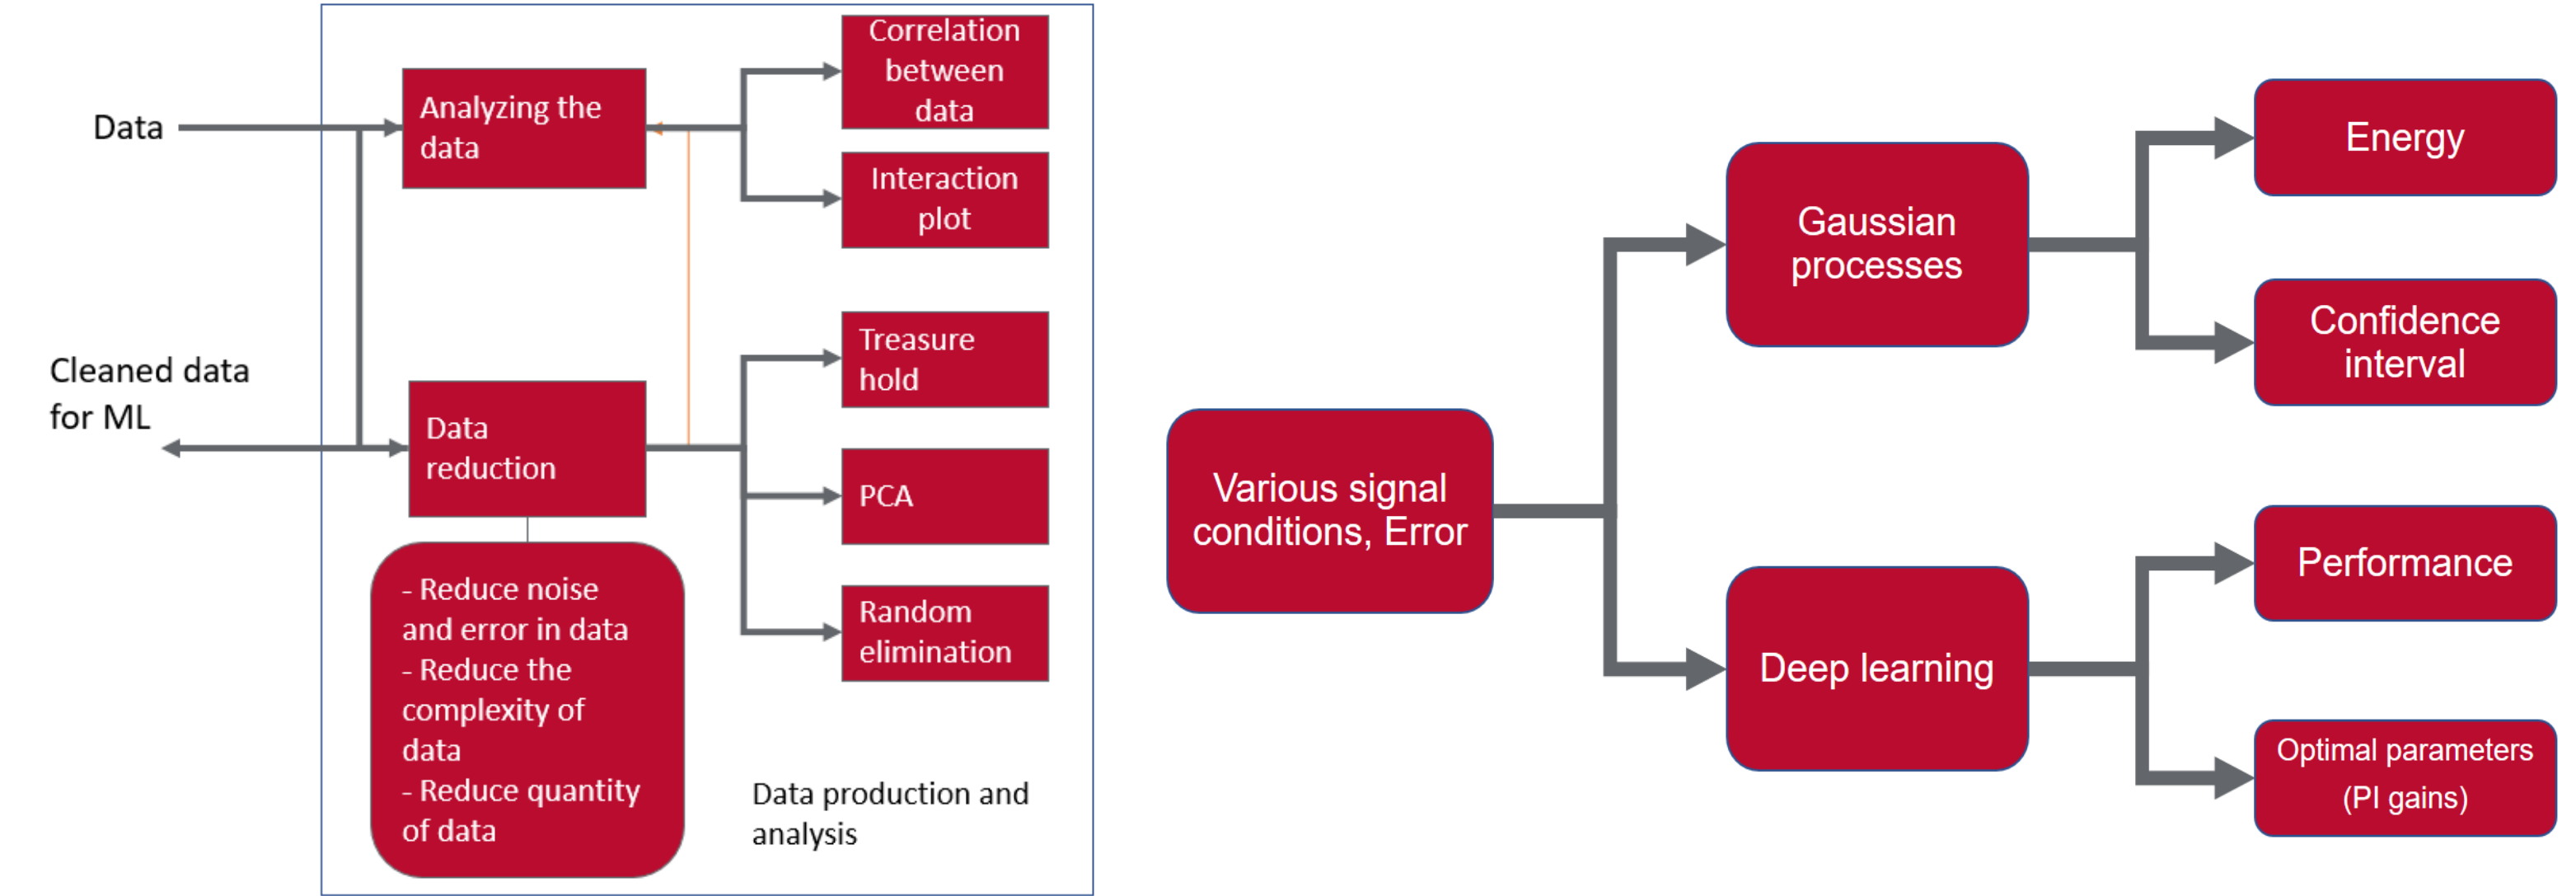 Data
Cleaned data
for ML
Analyzing the
data
Correlation
between
data
Interaction
plot
Data
reduction
Treasure
hold
PCA
Random
elimination
- Reduce noise
and error in data
- Reduce the
complexity of
data
- Reduce quantity
of data
Data production and
analysis
Various signal
conditions, Error
Gaussian
processes
Energy
Confidence
interval
Deep learning
Performance
Optimal parameters
(PI gains)